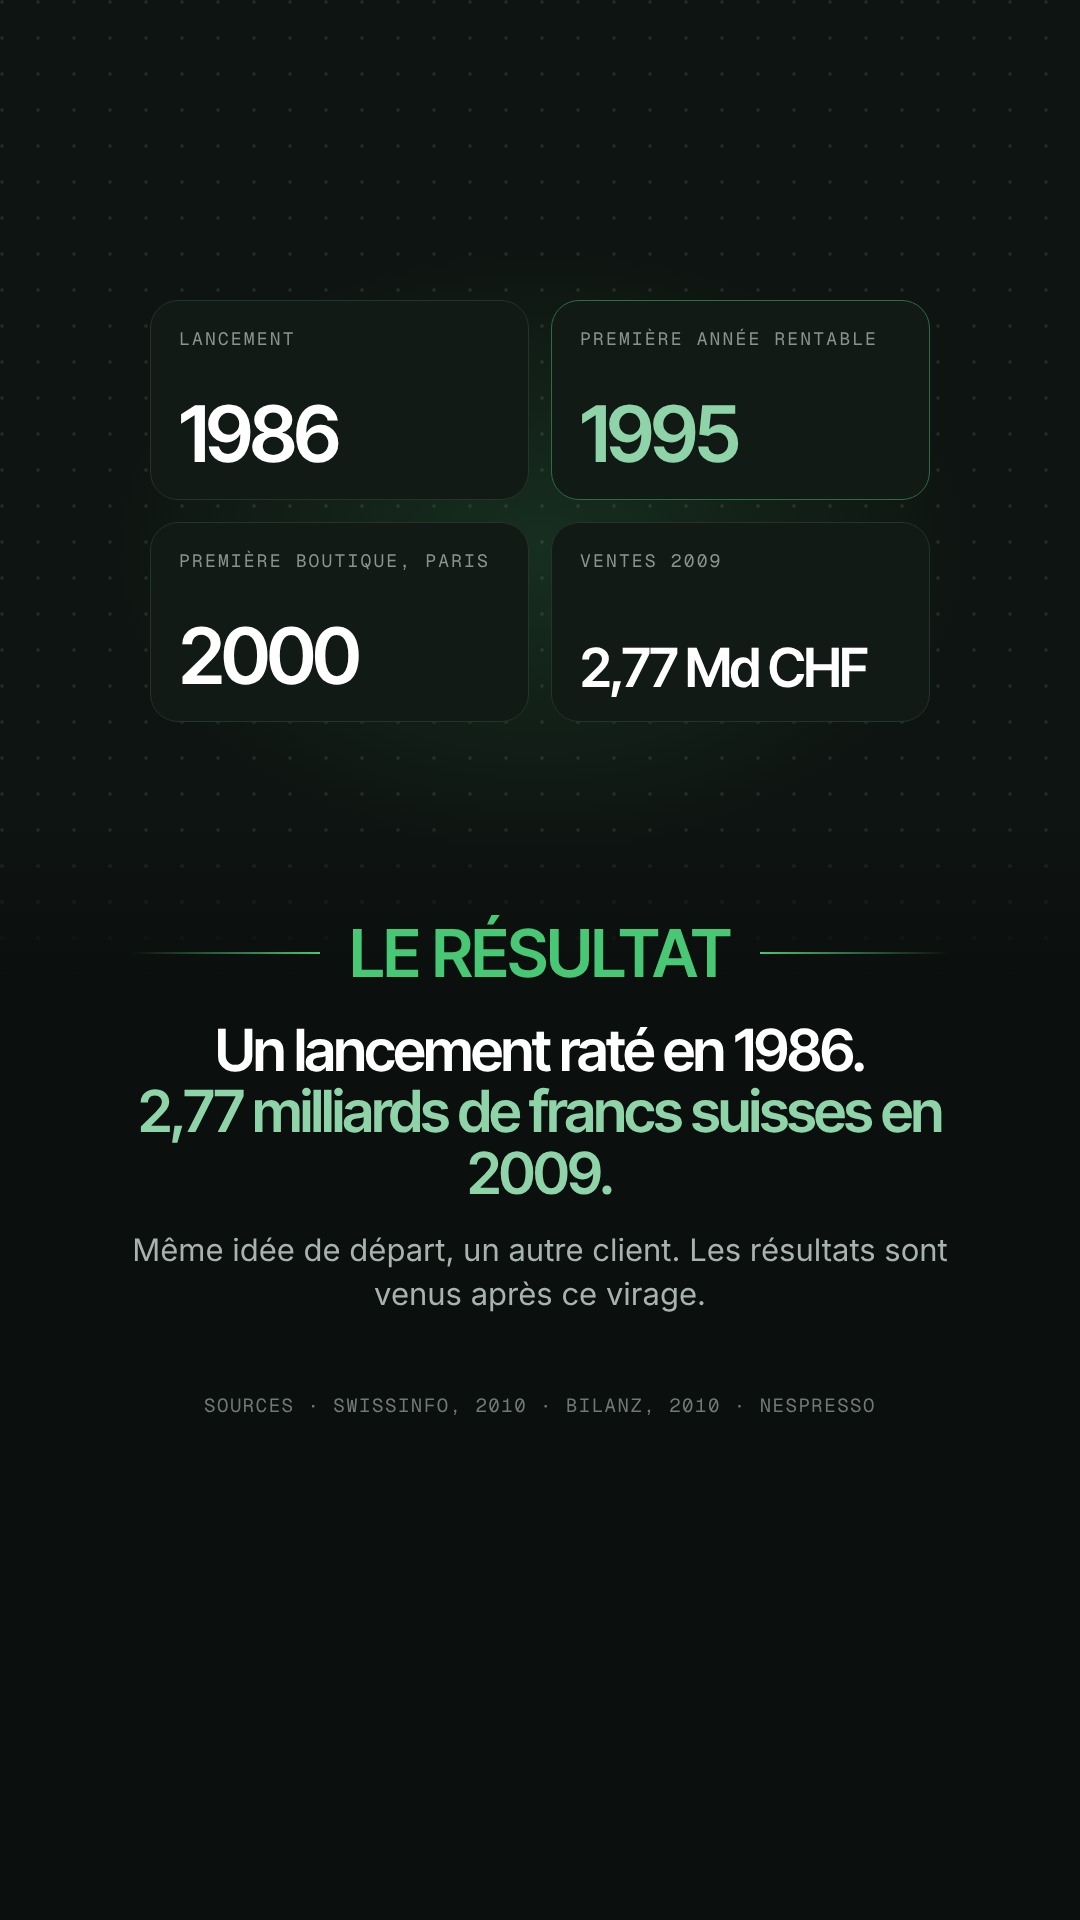 LANCEMENT
1986
PREMIÈRE ANNÉE RENTABLE
1995
PREMIÈRE BOUTIQUE, PARIS
2000
VENTES 2009
2,77 Md CHF
LE RÉSULTAT
Un lancement raté en 1986.
2,77 milliards de francs suisses en
2009.
Même idée de départ, un autre client. Les résultats sont
venus après ce virage.
SOURCES · SWISSINFO, 2010 · BILANZ, 2010 · NESPRESSO